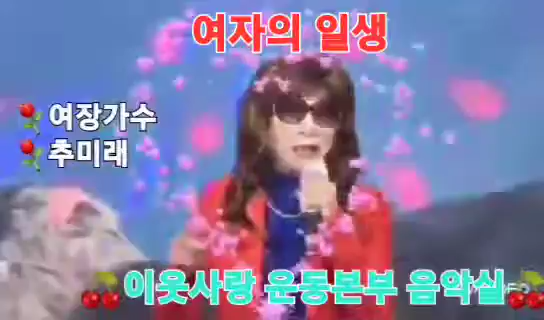 여자의 일생
여장가수
추미래
이웃사랑 운동본부 음악실